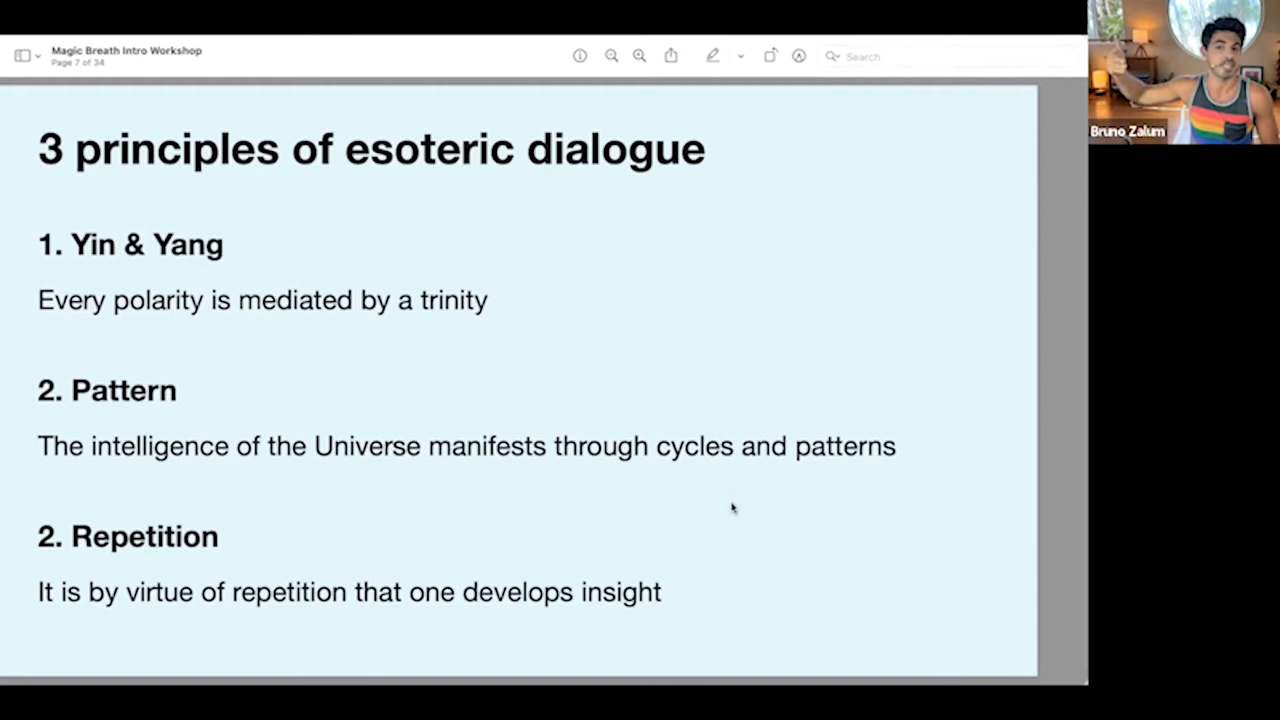 Magic Breath Intro Workshop
Page 7 of 34
Search
Bruno Zalum
3 principles of esoteric dialogue
1. Yin & Yang
Every polarity is mediated by a trinity
2. Pattern
The intelligence of the Universe manifests through cycles and patterns
2. Repetition
It is by virtue of repetition that one develops insight